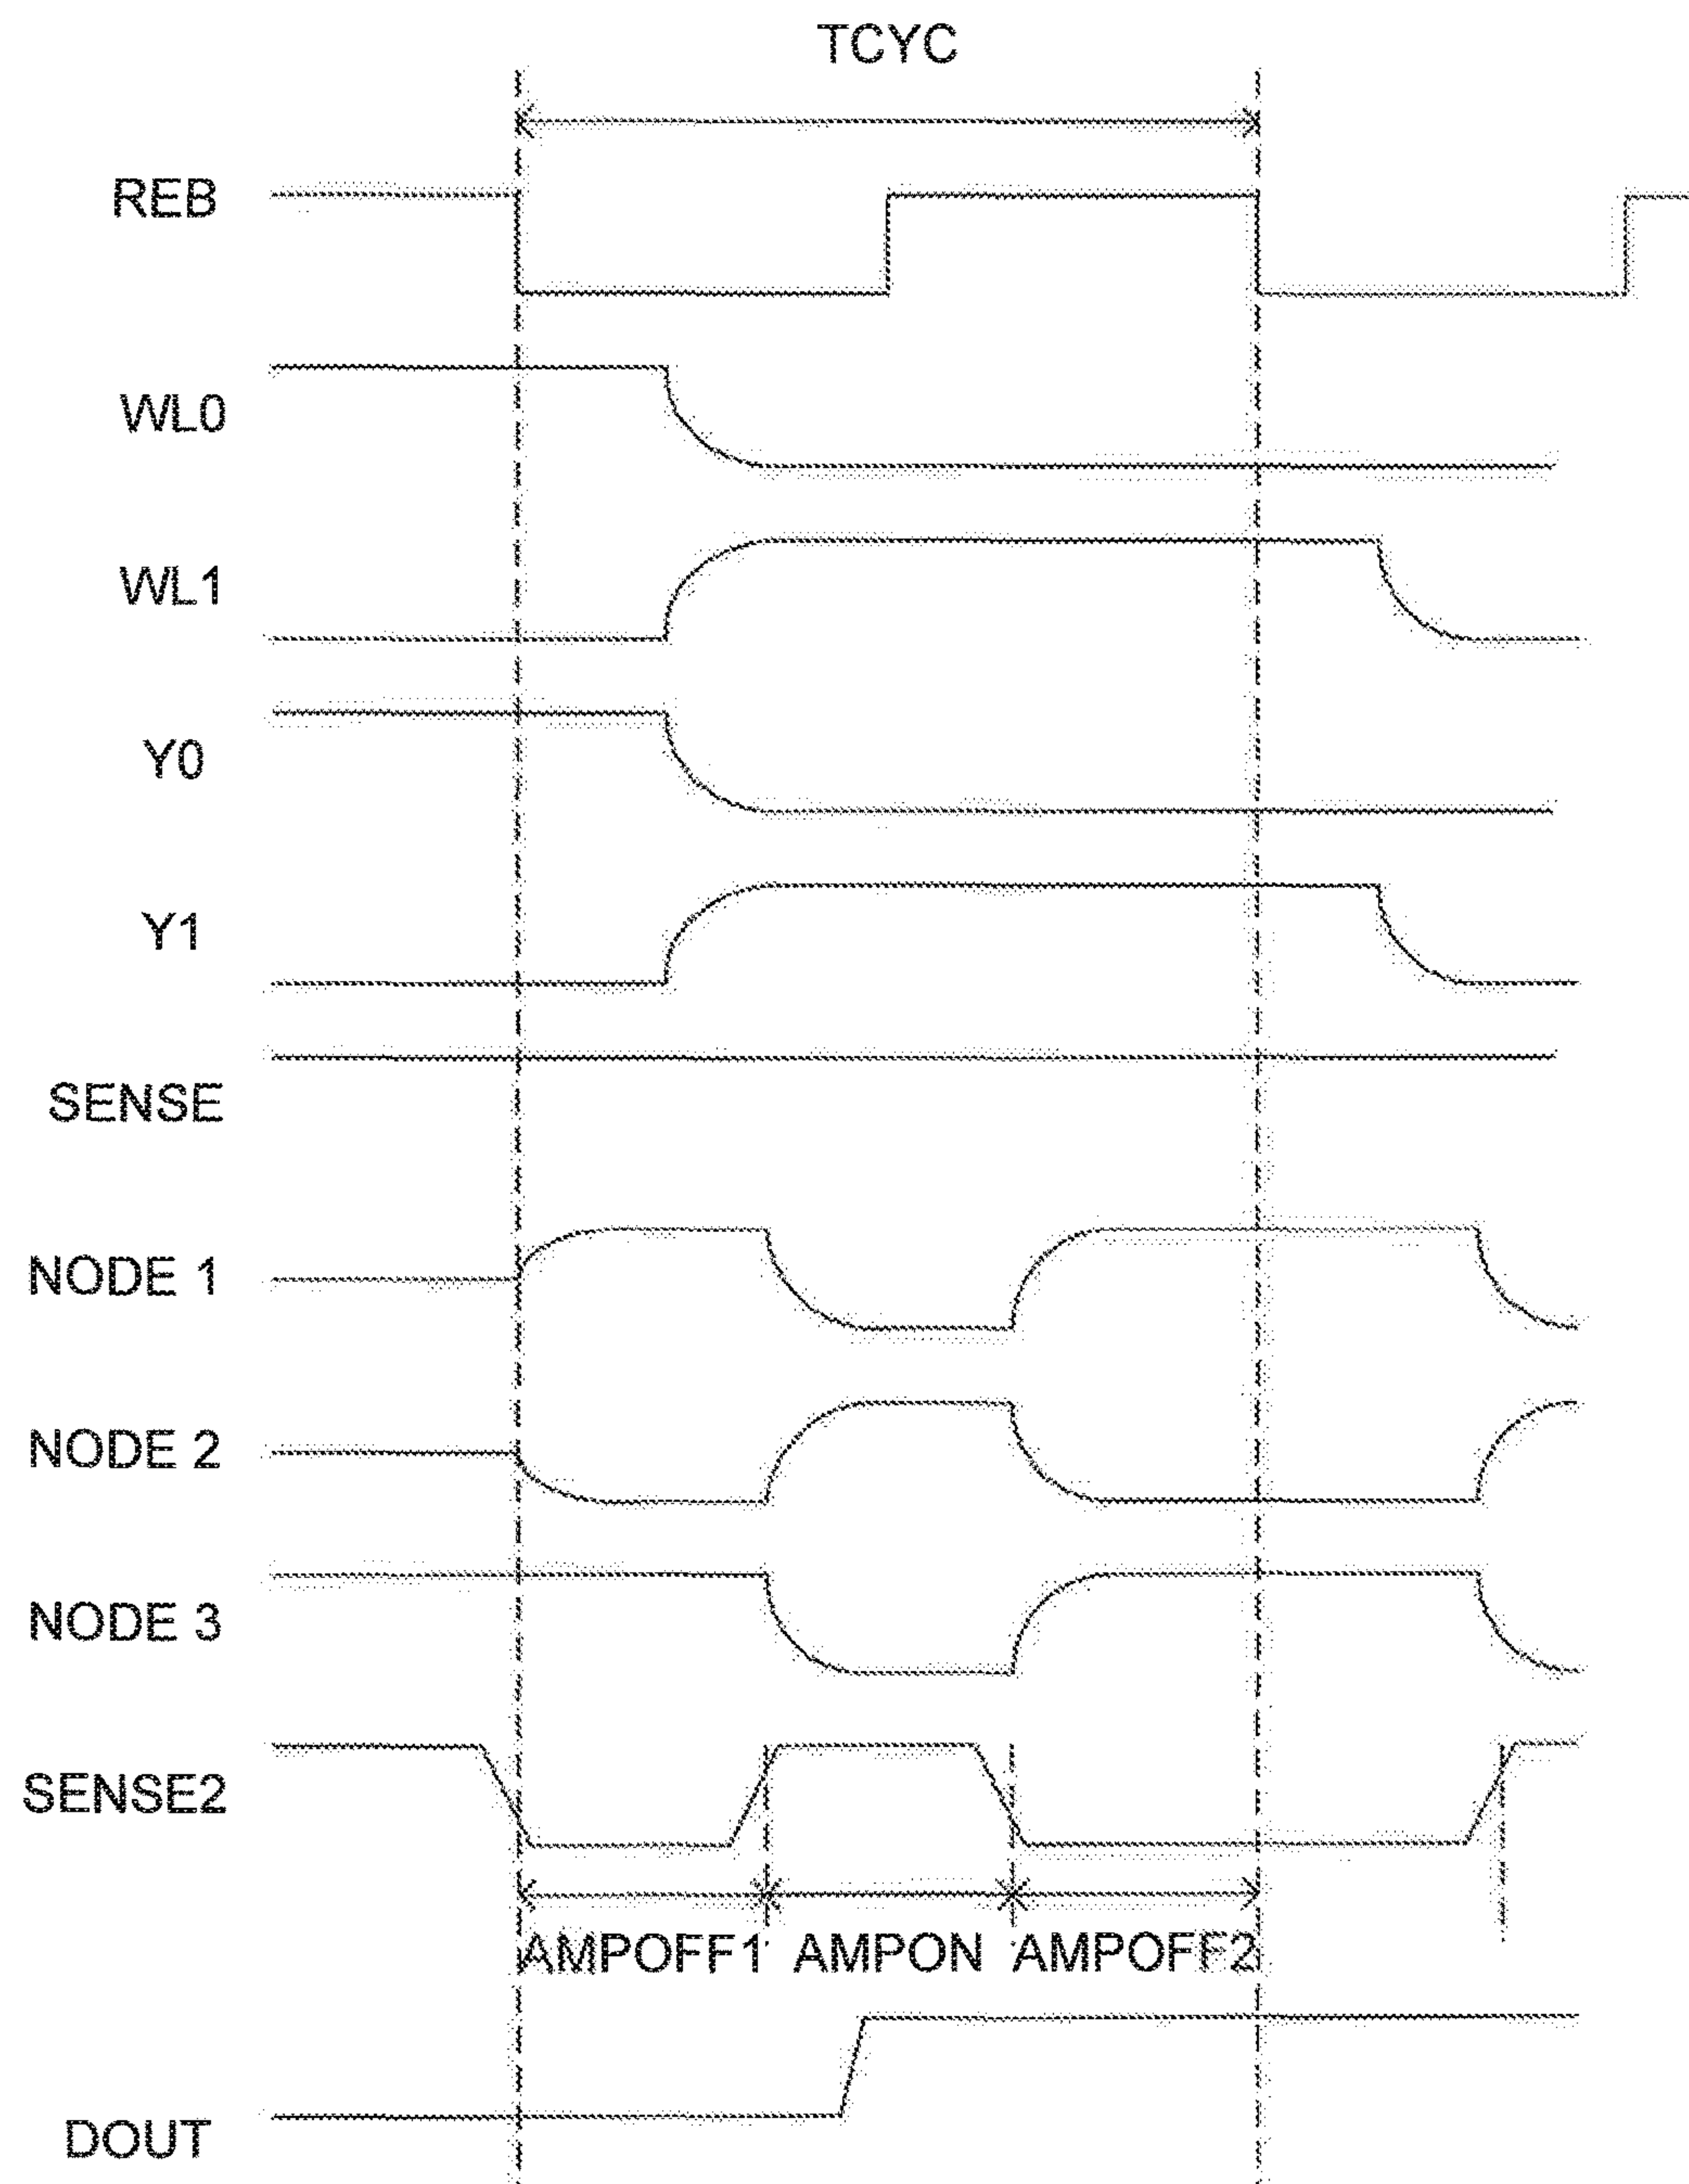 TCYC
REB
WL0
WL1
Y0
Y1
SENSE
NODE 1
NODE 2
NODE 3
SENSE2
AMPOFF1 AMPON AMPOFF2
DOUT